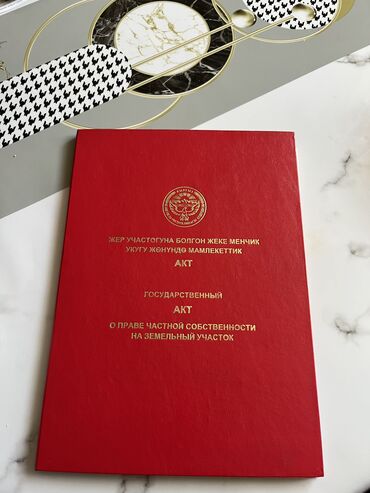 ЖЕР УЧАСТОГУНА БОЛГОН ЖЕКЕ МЕНЧИК
УКУГУ ЖӨНҮНДӨ МАМЛЕКЕТТИК
АКТ
ГОСУДАРСТВЕННЫЙ
АКТ
О ПРАВЕ ЧАСТНОЙ СОБСТВЕННОСТИ
НА ЗЕМЕЛЬНЫЙ УЧАСТОК